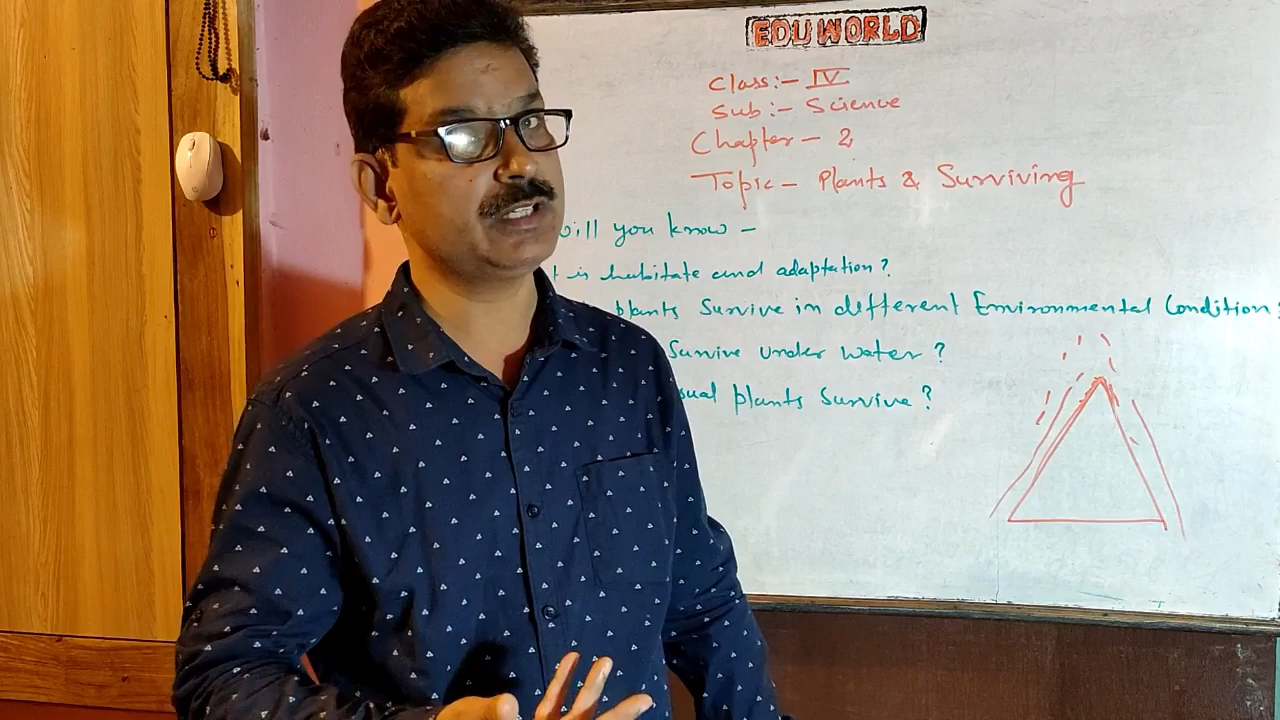 EDU WORLD
Class:- IV
Sub:- Science
Chapter - 2
Topic - Plants & Surviving
will you know -
is habitate and adaptation?
plants Survive in different Environmental Condition?
Survive under water?
plants Survive?